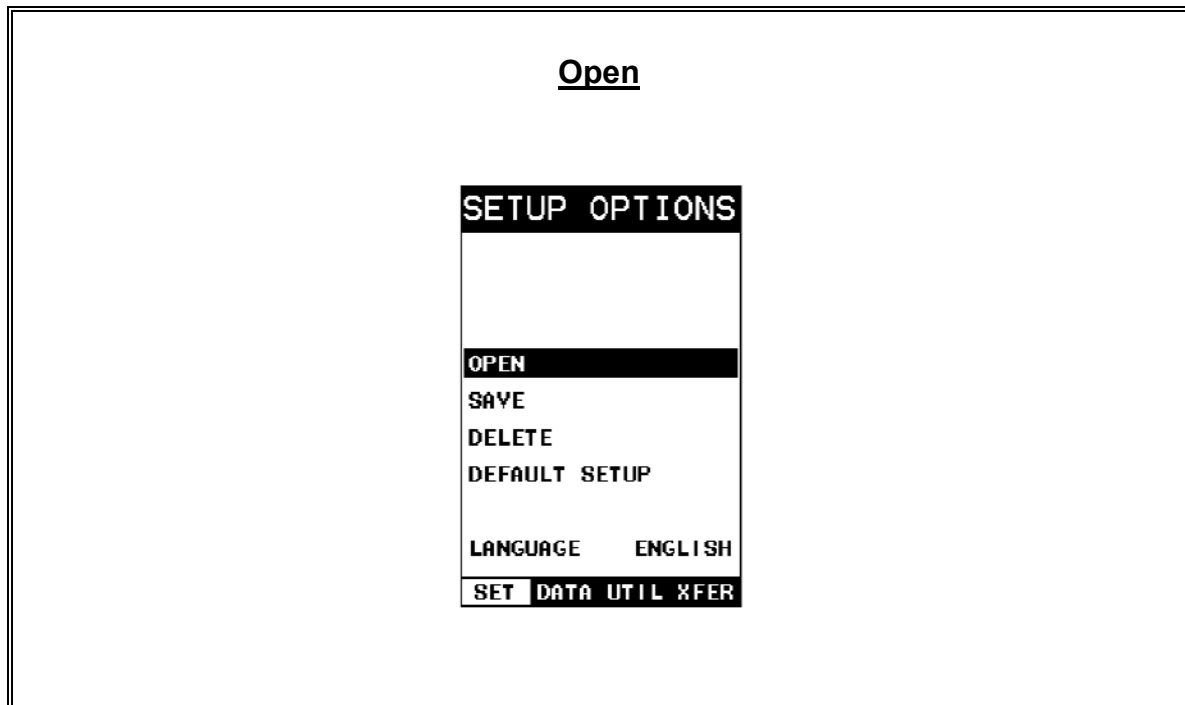 Open
SETUP OPTIONS
OPEN
SAVE
DELETE
DEFAULT SETUP
LANGUAGE ENGLISH
SET DATA UTIL XFER